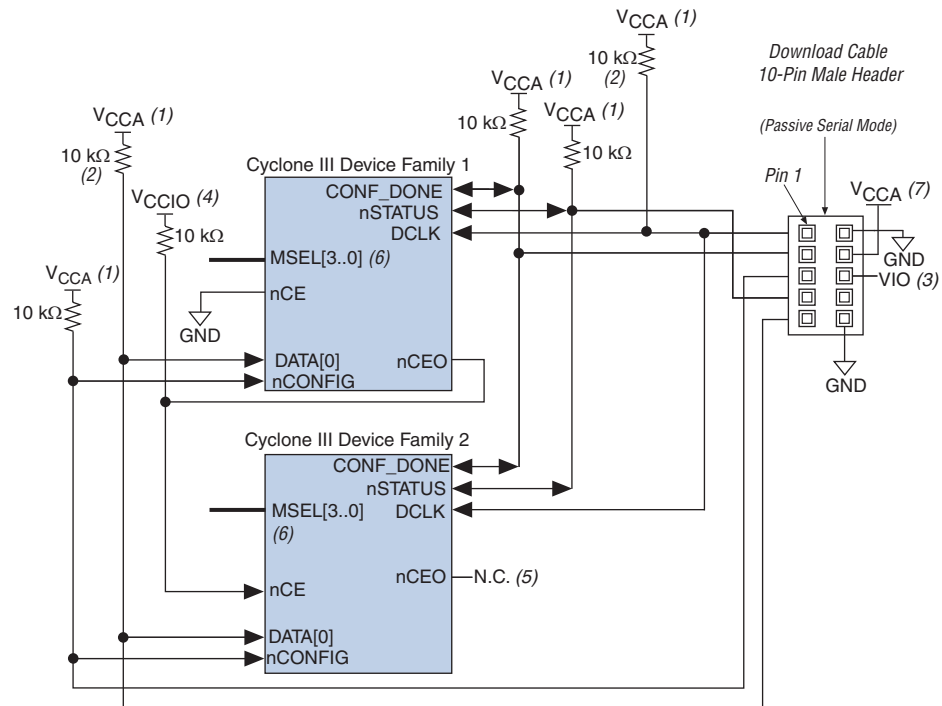 VCCA (1)
10 kΩ
(2)
Download Cable
10-Pin Male Header
(Passive Serial Mode)
Pin 1
VCCA (7)
GND
VIO (3)
GND
VCCA (1)
10 kΩ
VCCA (1)
10 kΩ
VCCA (1)
10 kΩ
(2)
VCCIO (4)
10 kΩ
VCCA (1)
10 kΩ
Cyclone III Device Family 1
CONF_DONE
nSTATUS
DCLK
MSEL[3..0] (6)
nCE
GND
DATA[0]
nCEO
nCONFIG
Cyclone III Device Family 2
CONF_DONE
nSTATUS
MSEL[3..0]
DCLK
(6)
nCEO
N.C. (5)
nCE
DATA[0]
nCONFIG